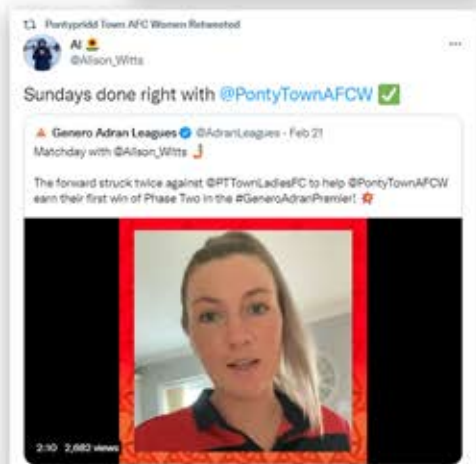 Pontypridd Town AFC Women Retweeted
Al 🌻
@Alison_Witts
Sundays done right with @PontyTownAFCW ✅
Genero Adran Leagues @AdranLeagues · Feb 21
Matchday with @Alison_Witts 🤳
The forward struck twice against @PTTownLadiesFC to help @PontyTownAFCW
earn their first win of Phase Two in the #GeneroAdranPremier! 💥
2:10 2,682 views